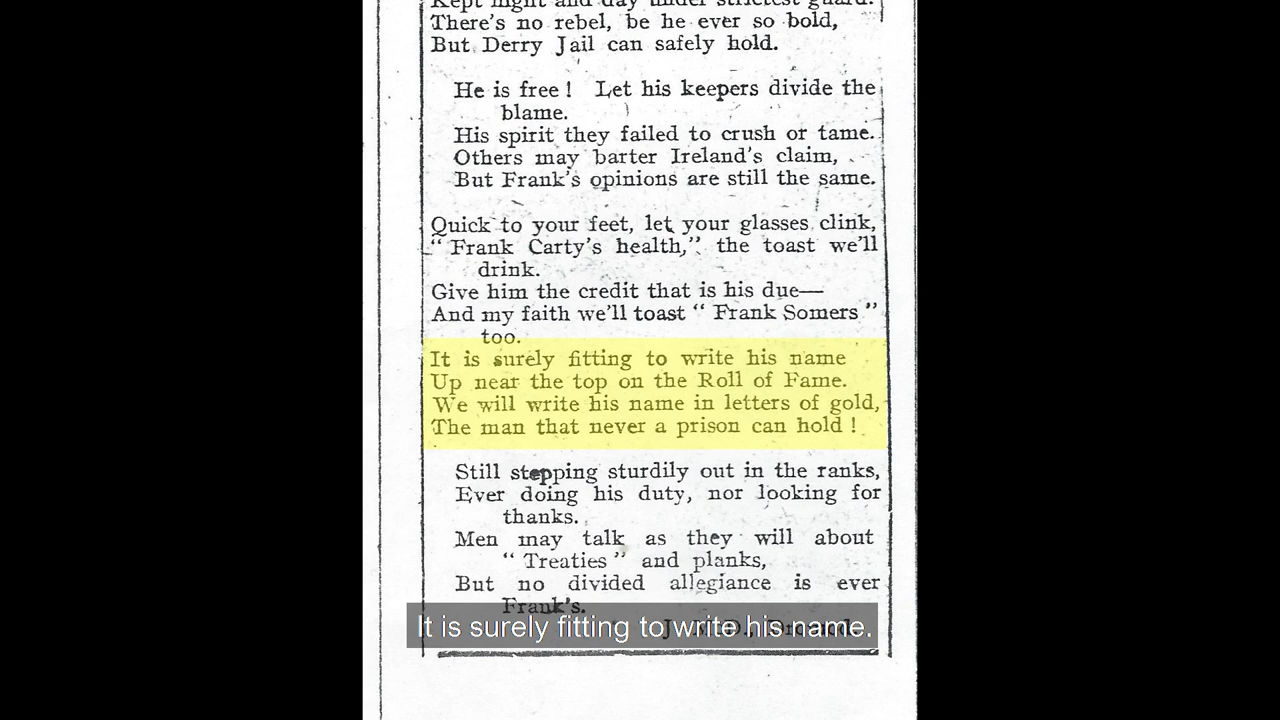 Kept night and day under strictest guard.
There's no rebel, be he ever so bold,
But Derry Jail can safely hold.
He is free ! Let his keepers divide the
blame.
His spirit they failed to crush or tame.
Others may barter Ireland's claim,
But Frank's opinions are still the same.
Quick to your feet, let your glasses clink,
“ Frank Carty's health,” the toast we'll
drink.
Give him the credit that is his due—
And my faith we'll toast “ Frank Somers ”
too.
It is surely fitting to write his name
Up near the top on the Roll of Fame.
We will write his name in letters of gold,
The man that never a prison can hold !
Still stepping sturdily out in the ranks,
Ever doing his duty, nor looking for
thanks.
Men may talk as they will about
“ Treaties ” and planks,
But no divided allegiance is ever
Frank's.
It is surely fitting to write his name.